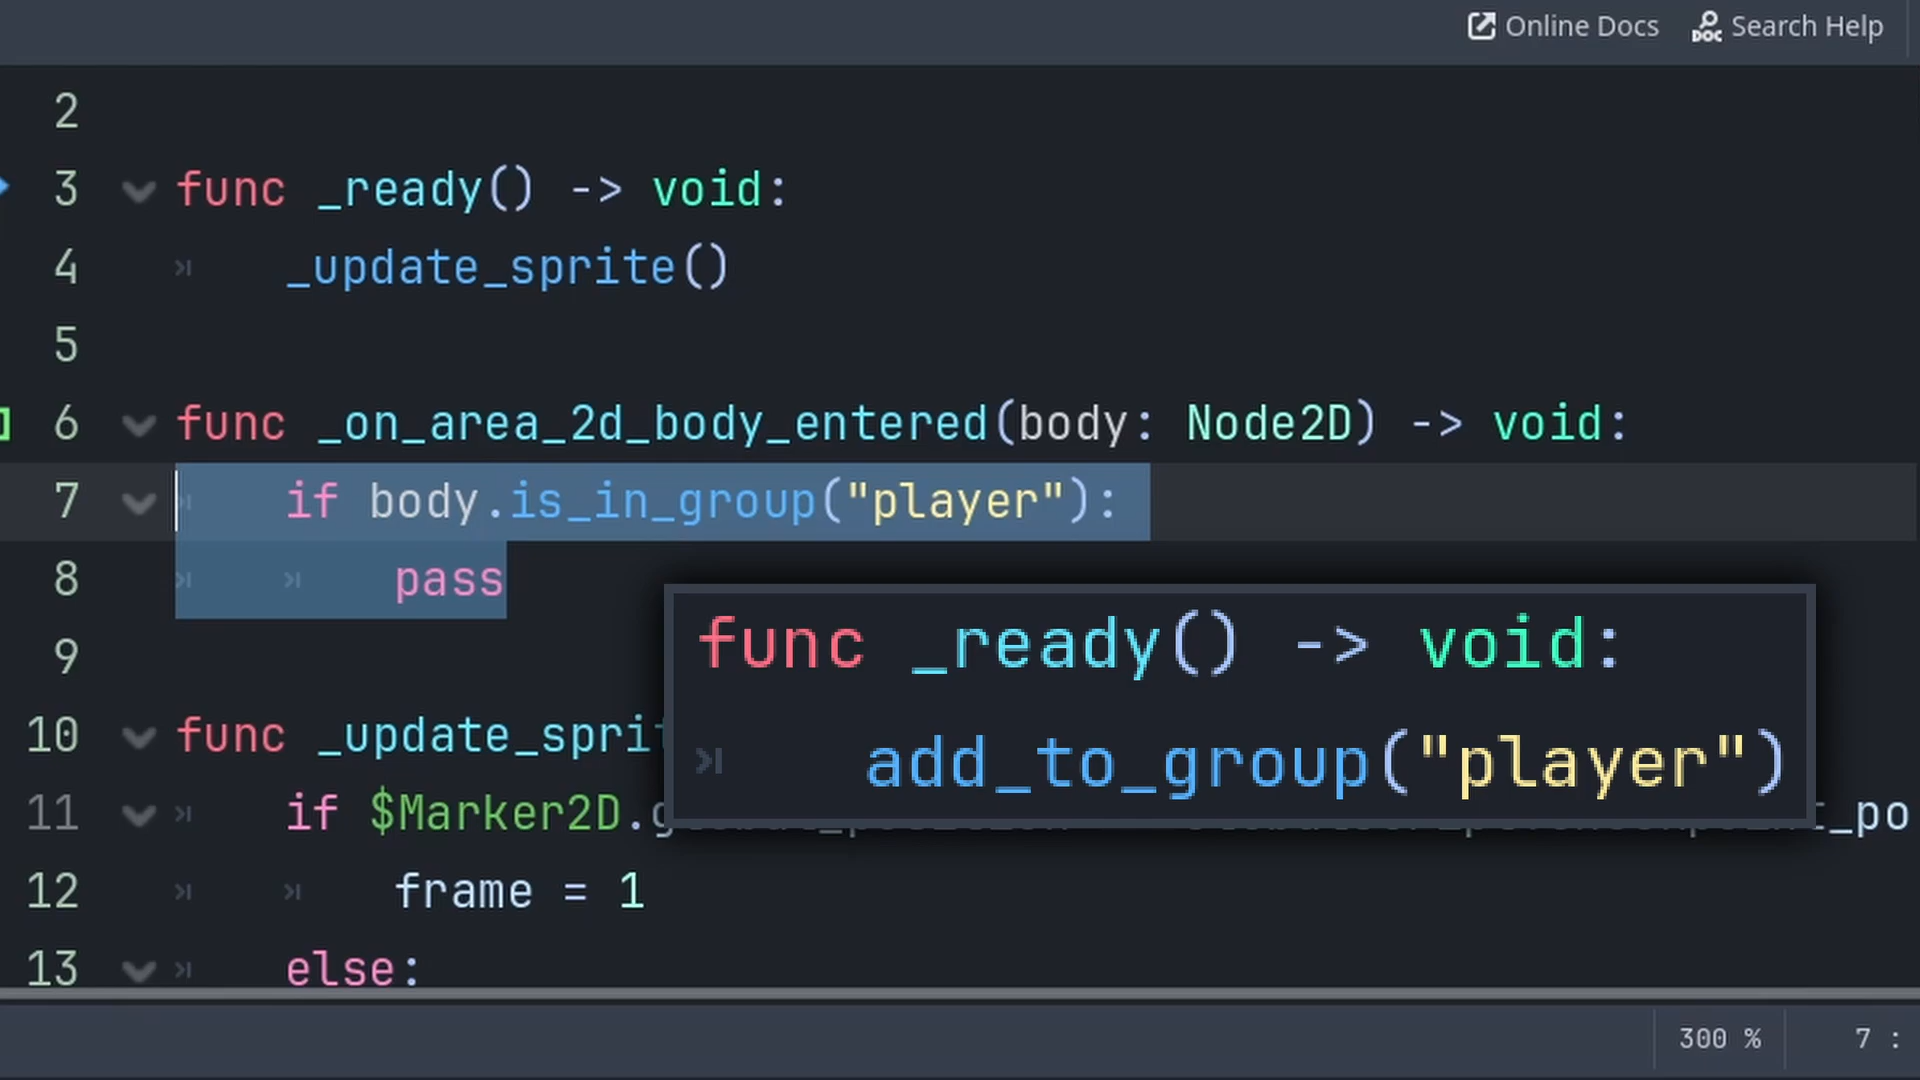 Online Docs Search Help
2
3 func _ready() -> void:
4 _update_sprite()
5
6 func _on_area_2d_body_entered(body: Node2D) -> void:
7 if body.is_in_group("player"):
8 pass
9
func _ready() -> void:
add_to_group("player")
10 func _update_sprit
11 if $Marker2D. _po
12 frame = 1
13 else:
300 % 7 :